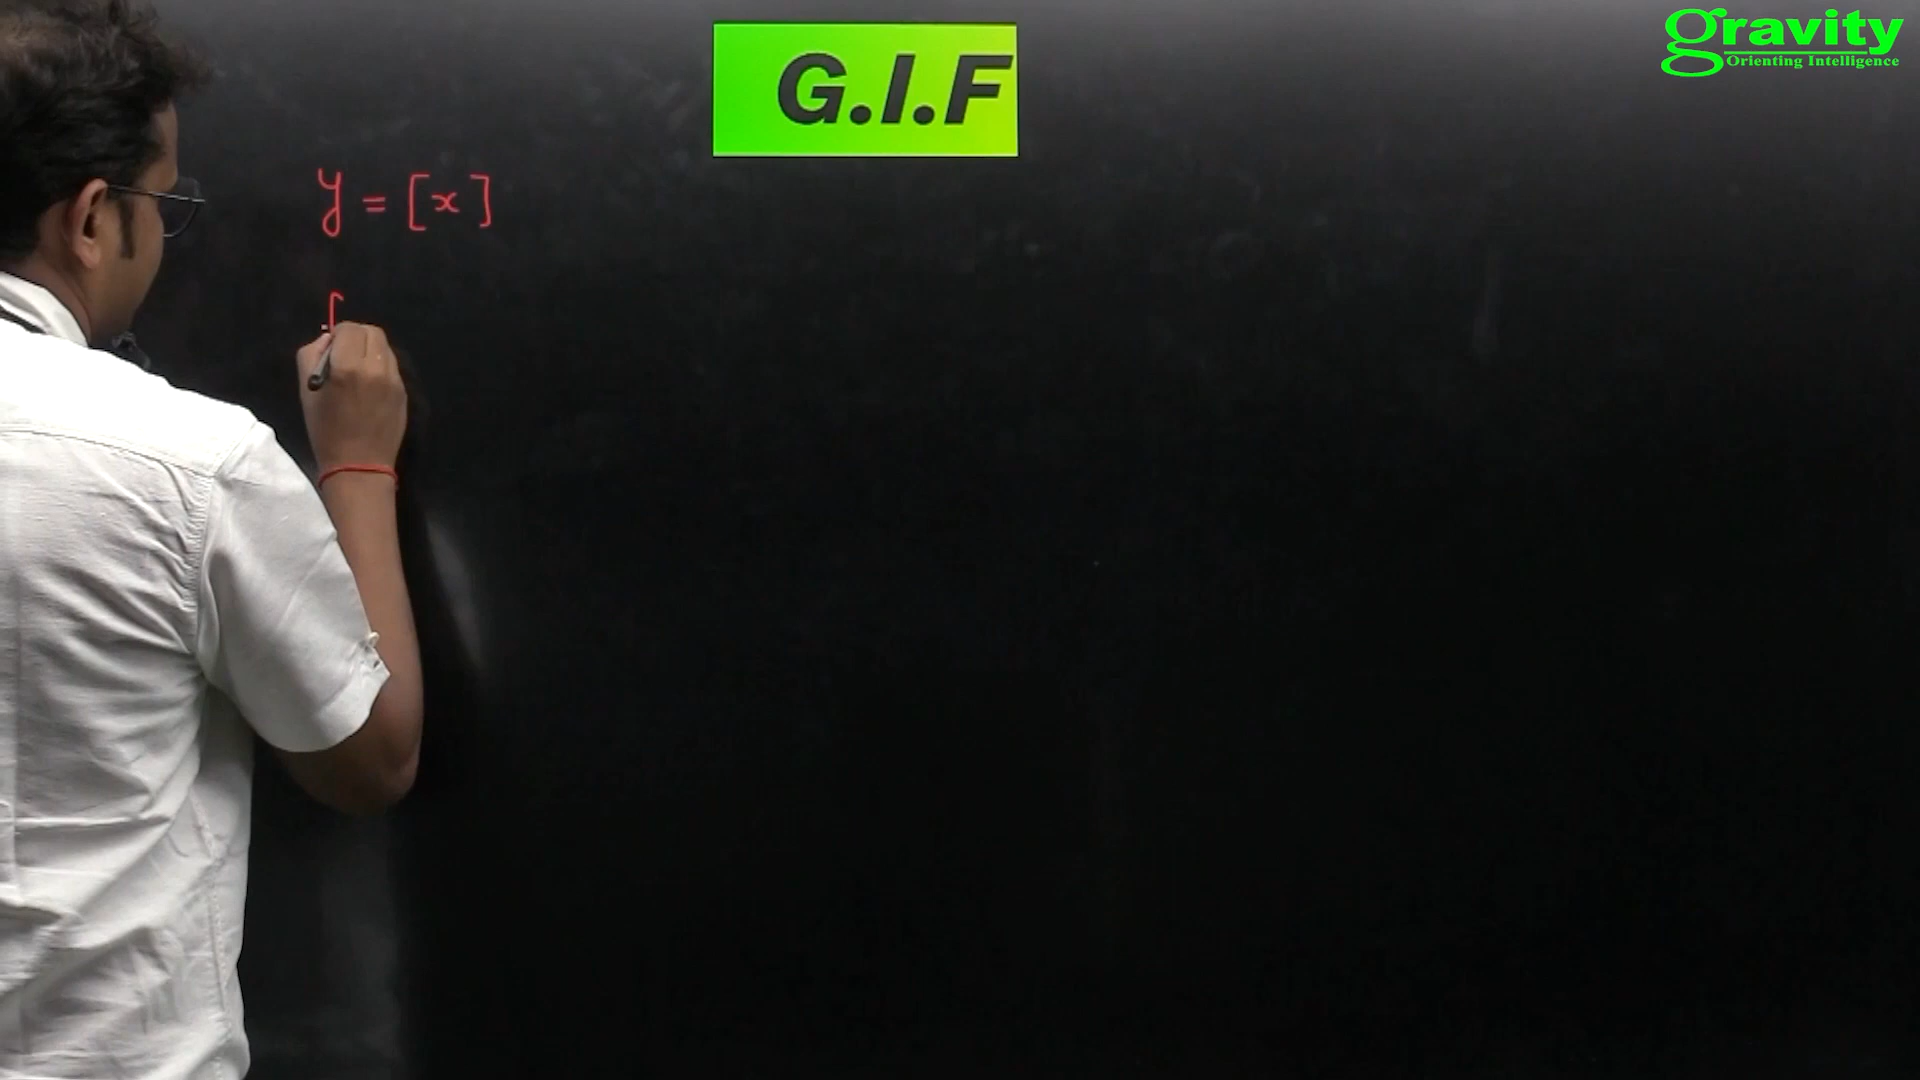 gravity
Orienting Intelligence
G.I.F
y = [x]
f